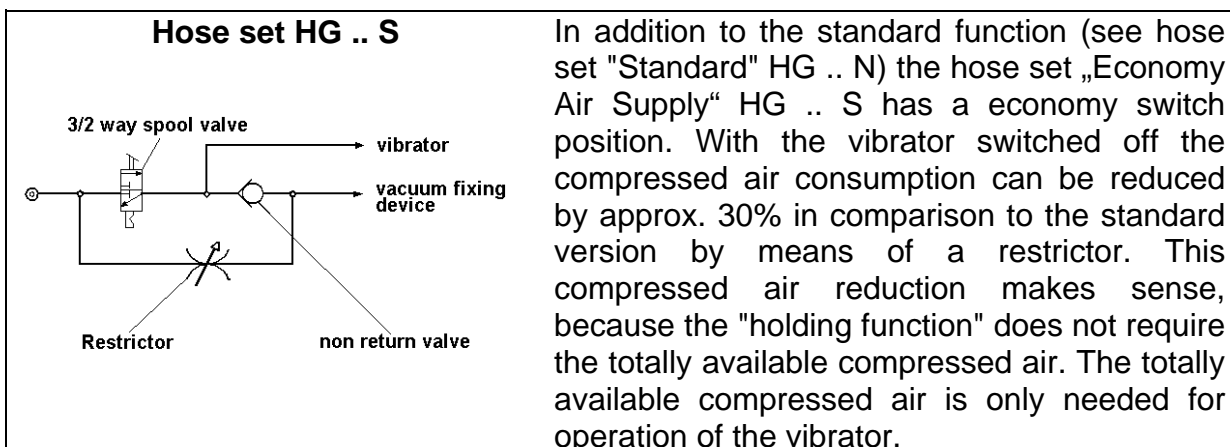 Hose set HG .. S
3/2 way spool valve
vibrator
vacuum fixing
device
Restrictor
non return valve
In addition to the standard function (see hose
set "Standard" HG .. N) the hose set „Economy
Air Supply“ HG .. S has a economy switch
position. With the vibrator switched off the
compressed air consumption can be reduced
by approx. 30% in comparison to the standard
version by means of a restrictor. This
compressed air reduction makes sense,
because the "holding function" does not require
the totally available compressed air. The totally
available compressed air is only needed for
operation of the vibrator.